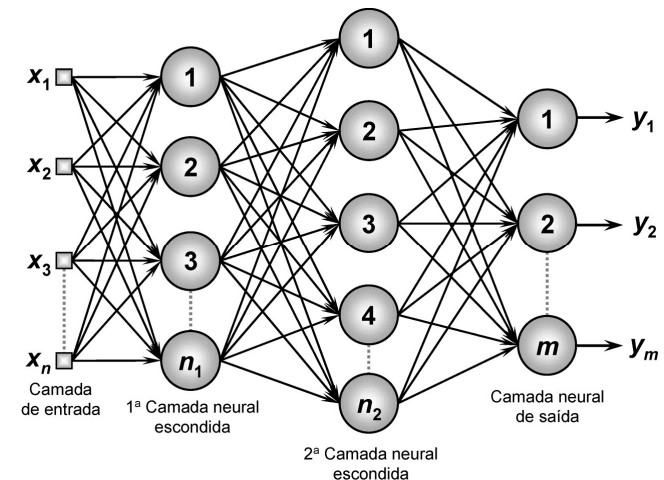 x1
x2
x3
xn
Camada
de entrada
1
2
3
n1
1ª Camada neural
escondida
1
2
3
4
n2
2ª Camada neural
escondida
1
2
m
Camada neural
de saída
y1
y2
ym